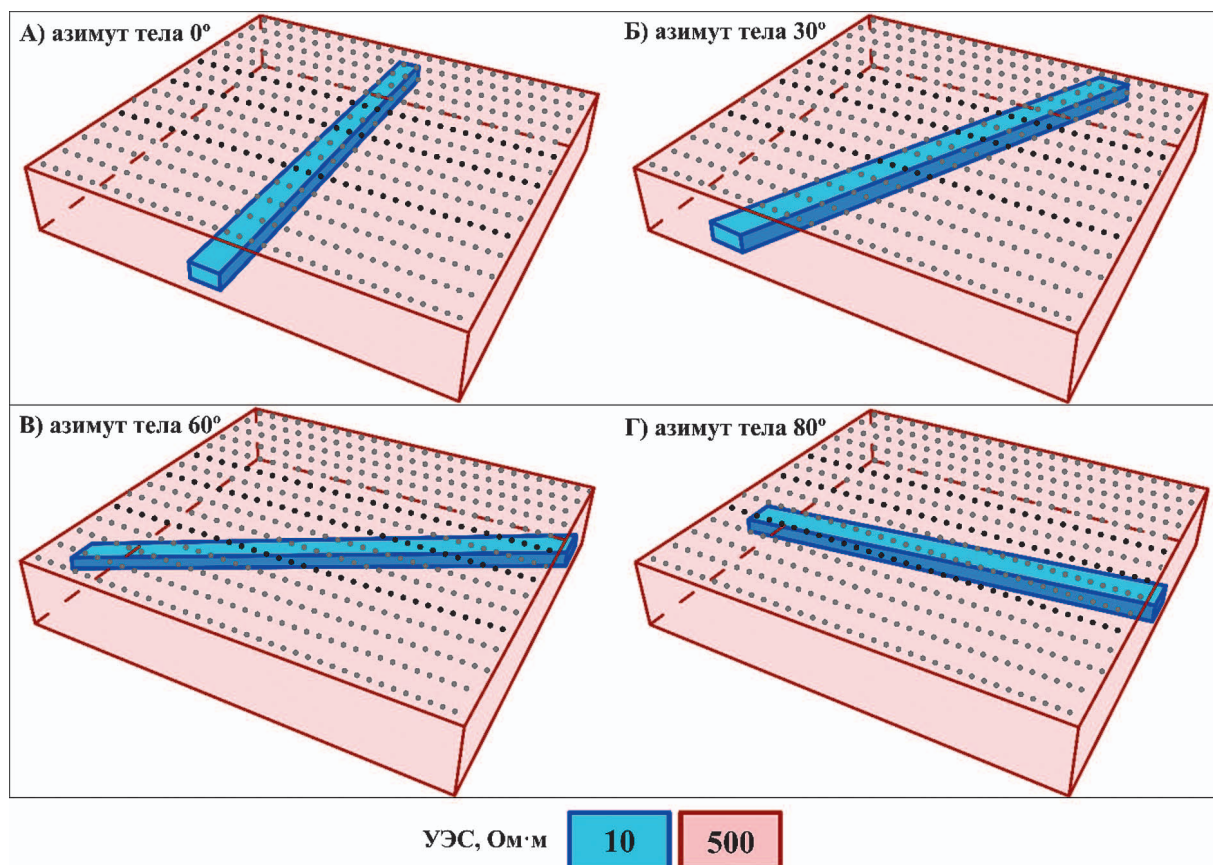 А) азимут тела 0º
Б) азимут тела 30º
В) азимут тела 60º
Г) азимут тела 80º
УЭС, Ом·м 10 500